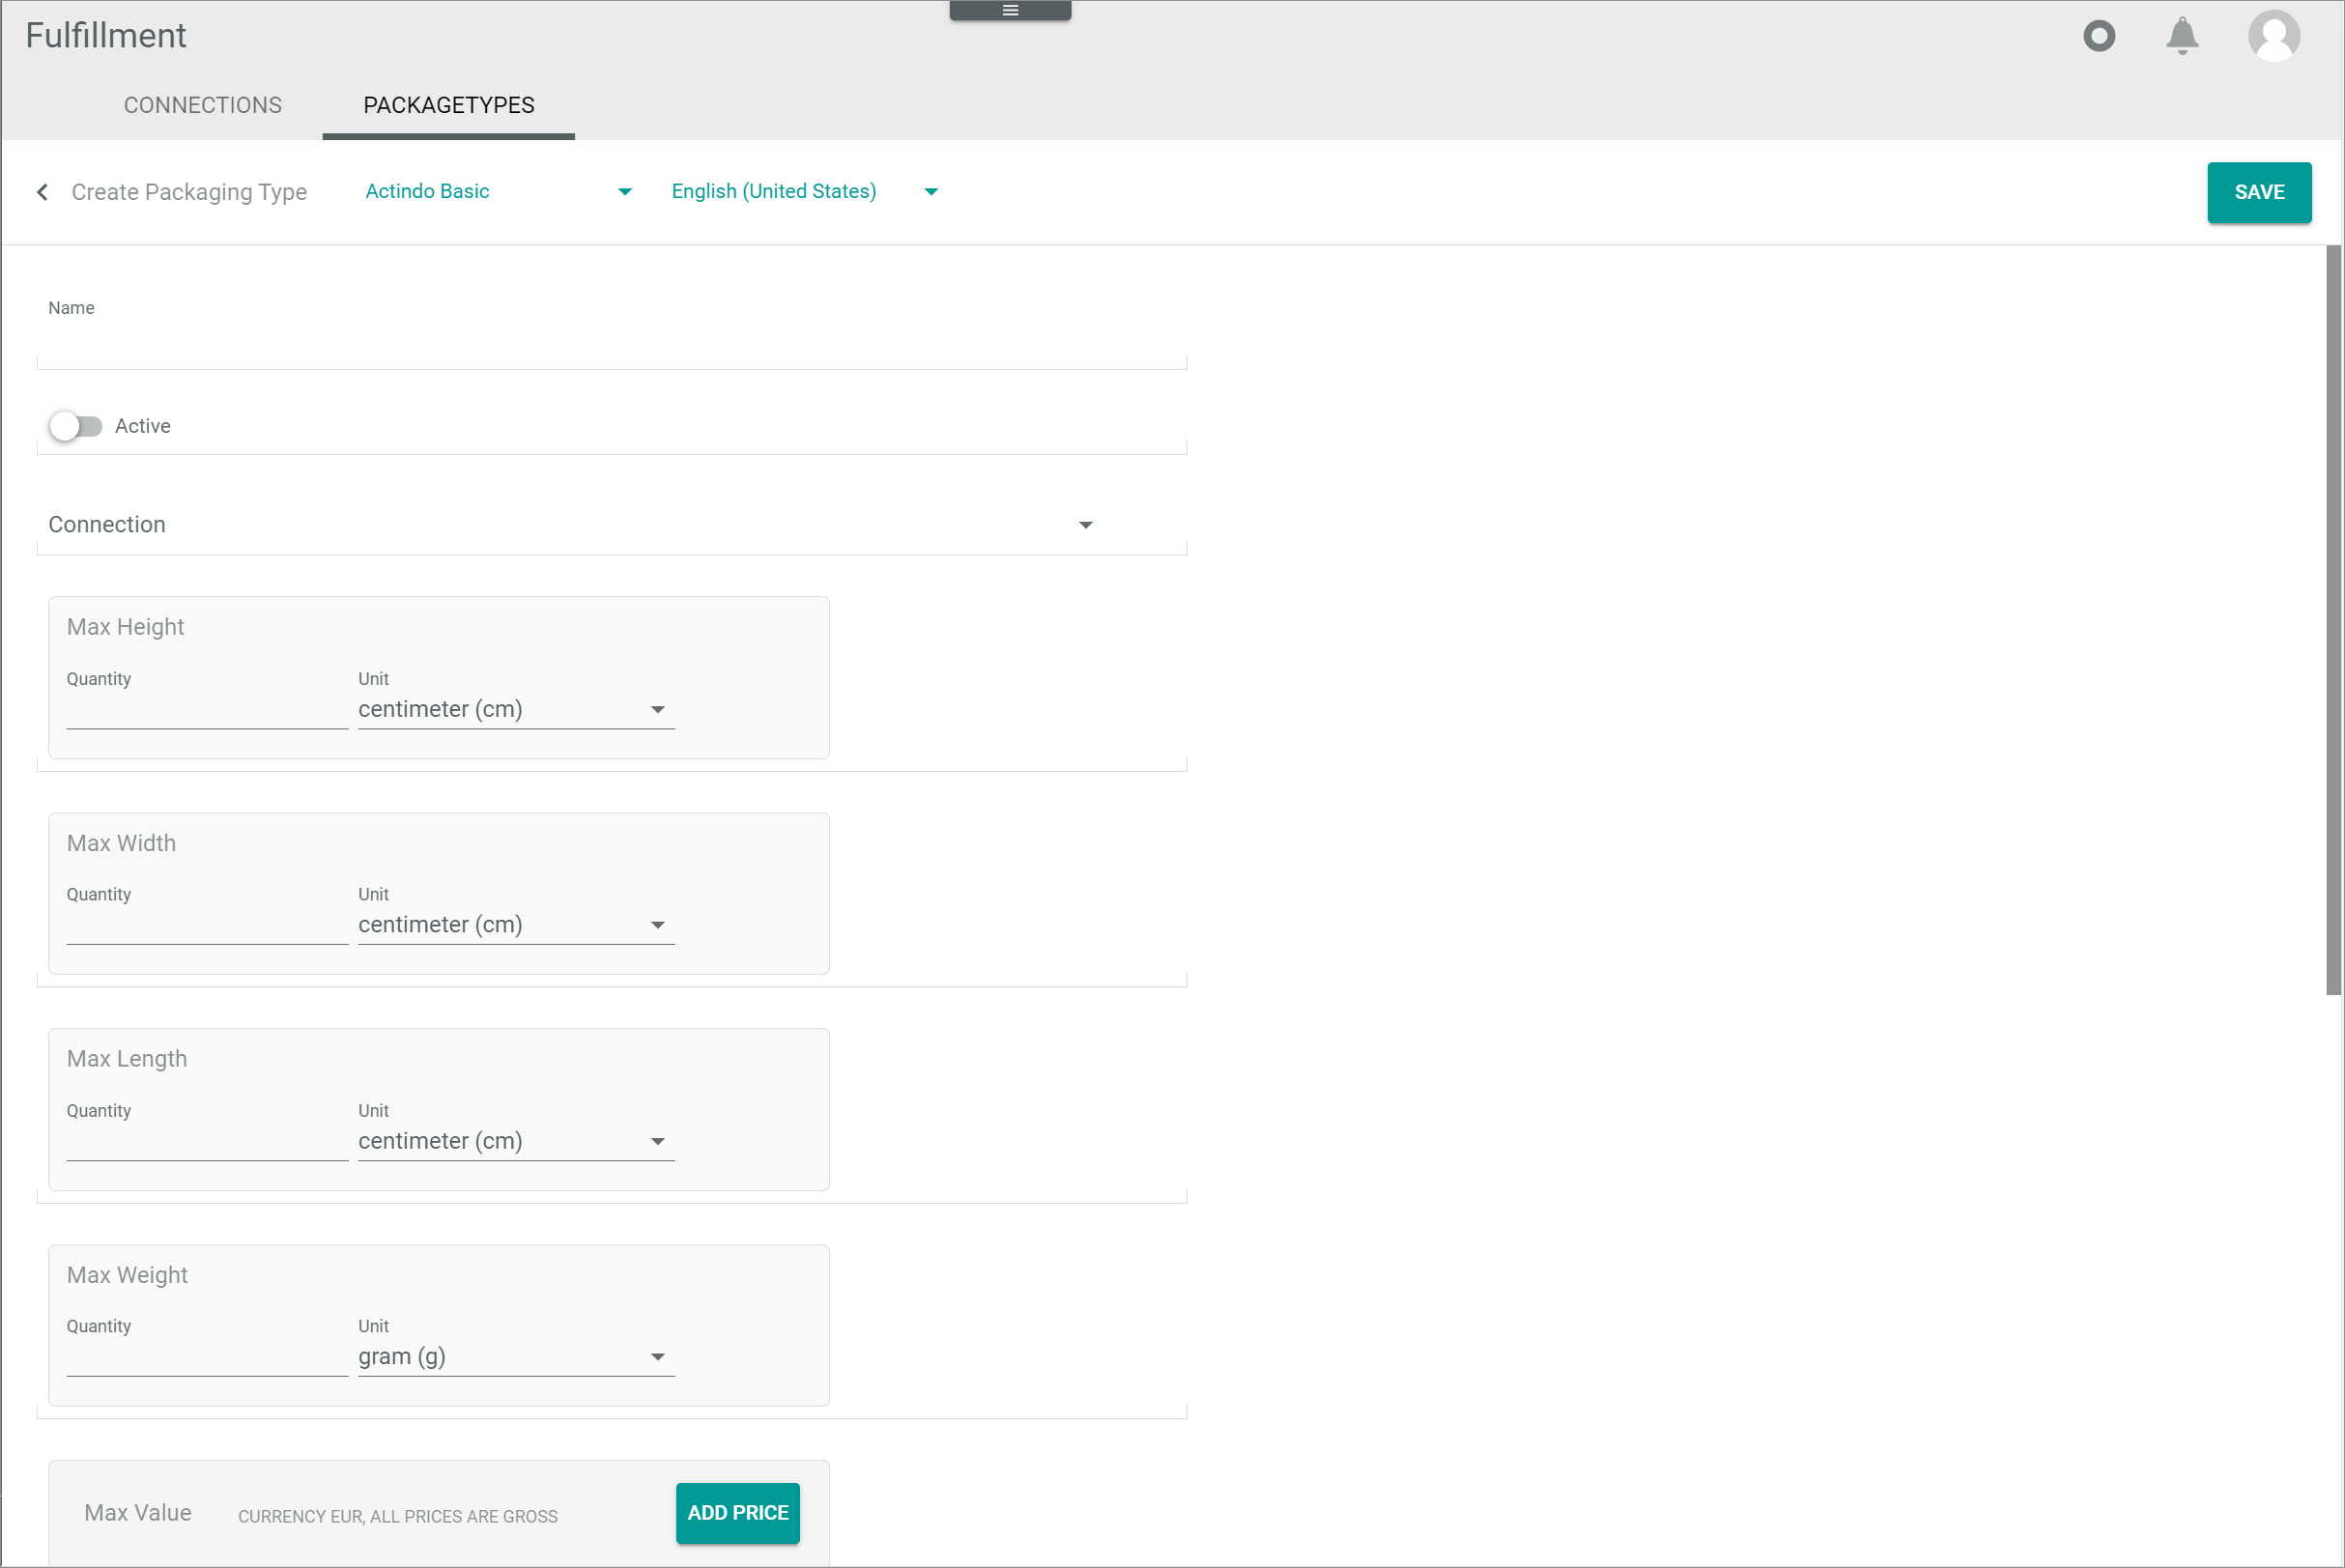 Fulfillment
CONNECTIONS PACKAGETYPES
Create Packaging Type Actindo Basic English (United States) SAVE
Name
Active
Connection
Max Height
Quantity Unit
centimeter (cm)
Max Width
Quantity Unit
centimeter (cm)
Max Length
Quantity Unit
centimeter (cm)
Max Weight
Quantity Unit
gram (g)
Max Value CURRENCY EUR, ALL PRICES ARE GROSS ADD PRICE